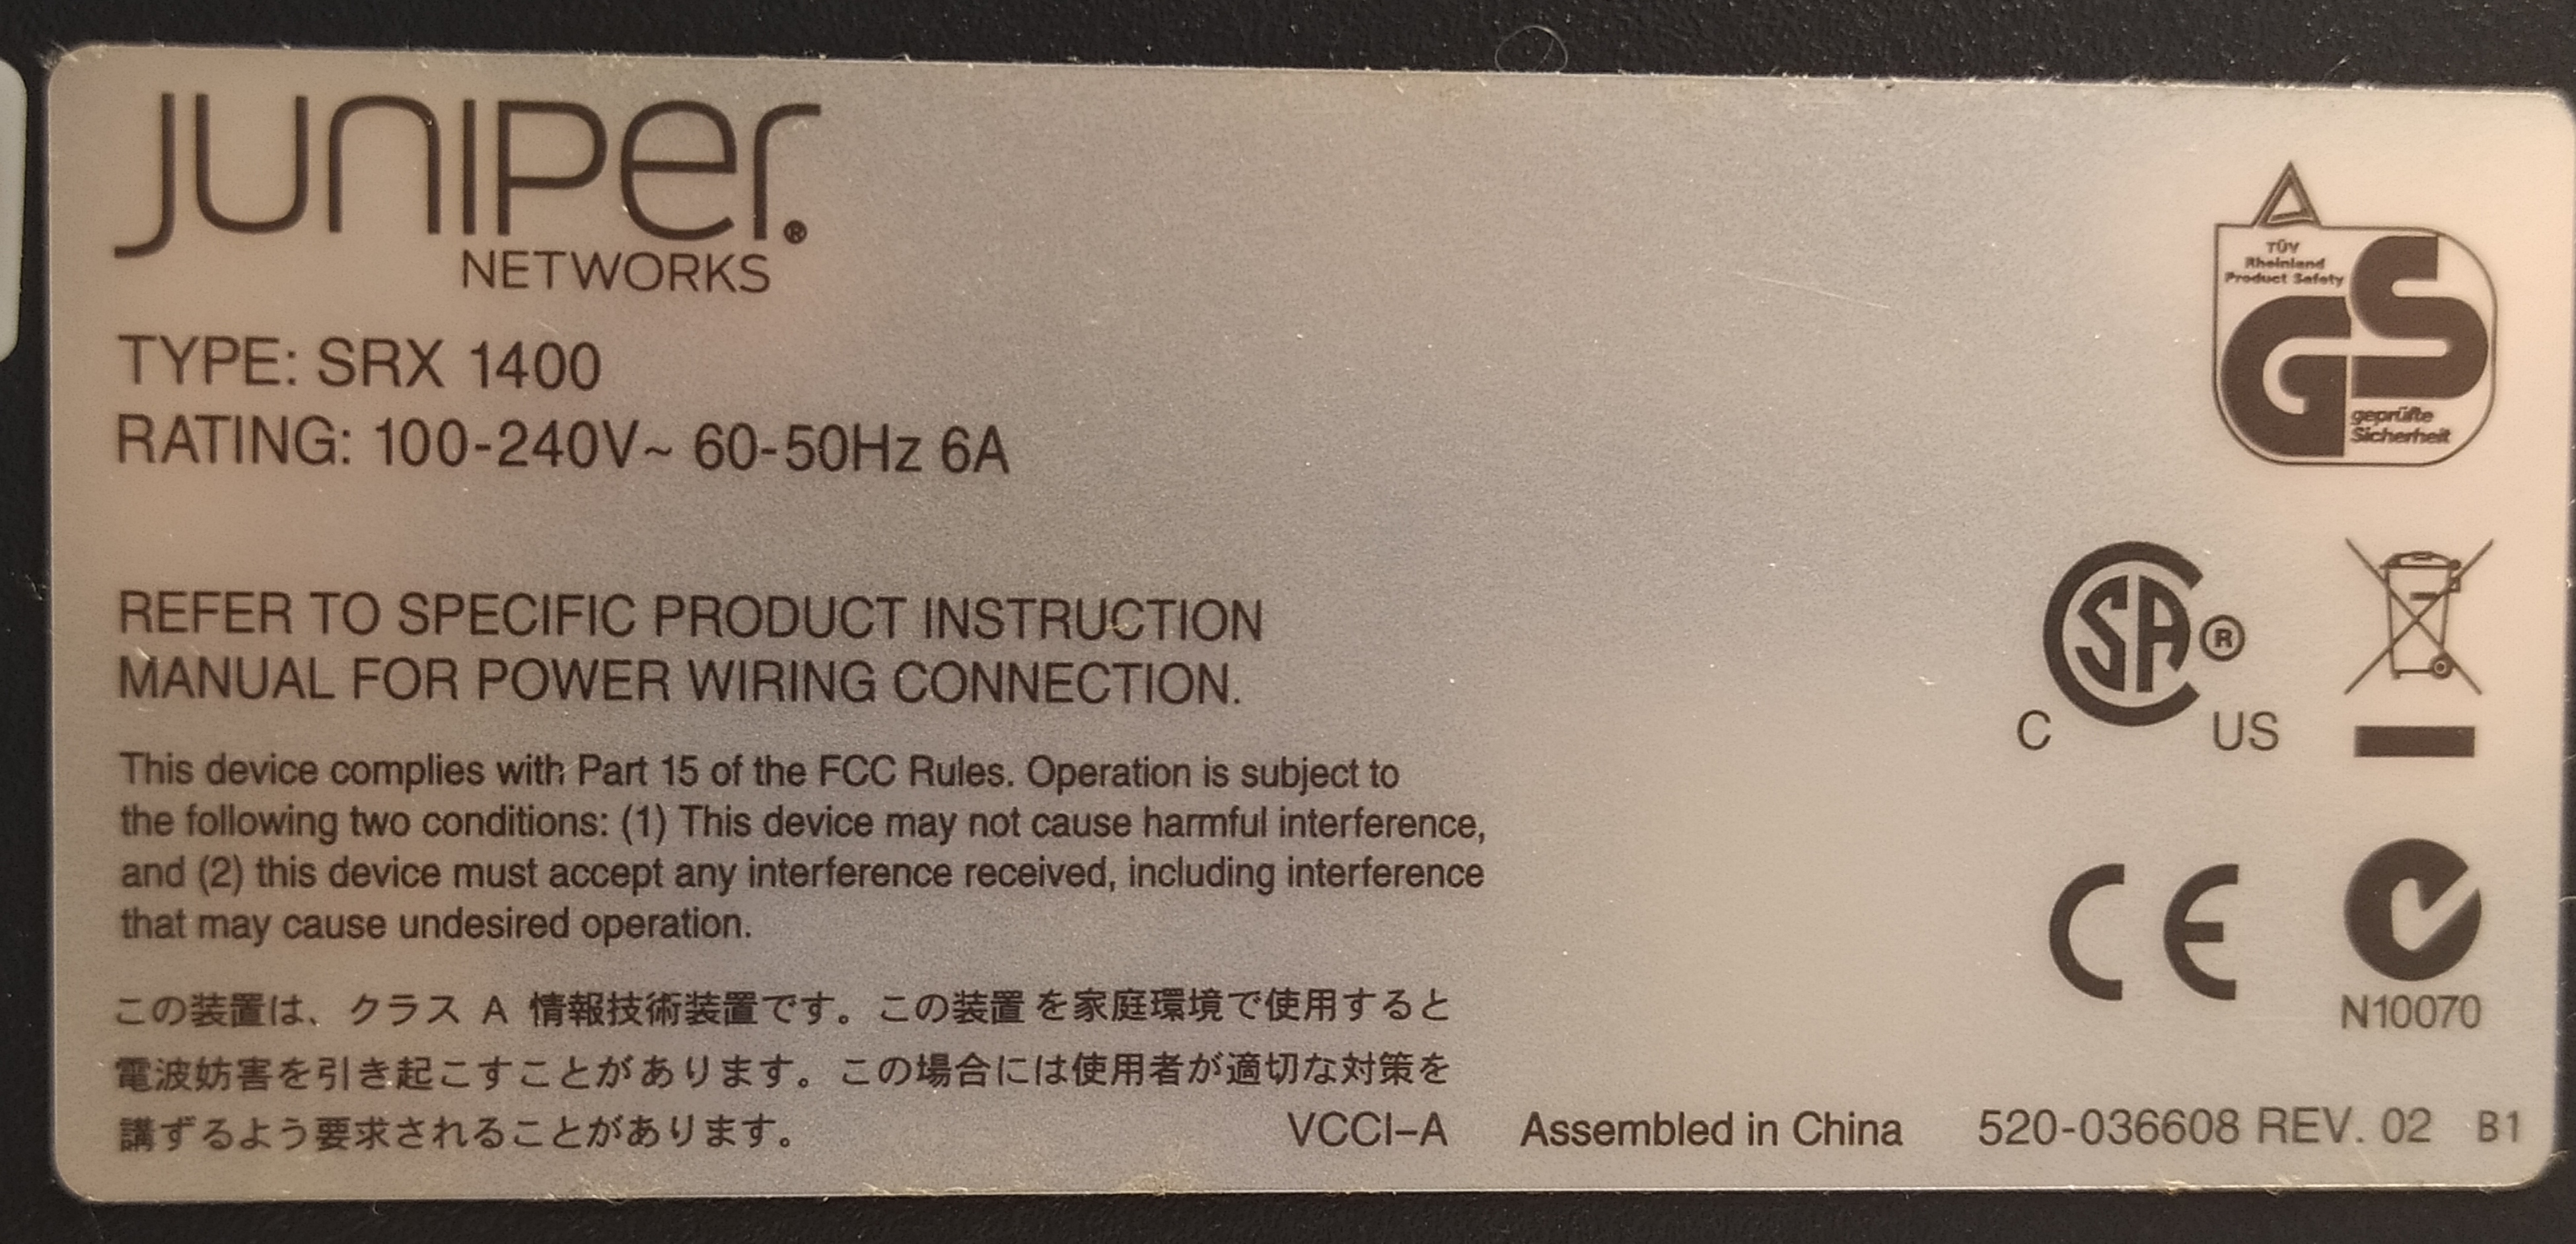 JUNIPER®
NETWORKS
TYPE: SRX 1400
RATING: 100-240V~ 60-50Hz 6A
TÜV
Rheinland
Product Safety
GS
geprüfte
Sicherheit
REFER TO SPECIFIC PRODUCT INSTRUCTION
MANUAL FOR POWER WIRING CONNECTION.
SA®
C US
This device complies with Part 15 of the FCC Rules. Operation is subject to
the following two conditions: (1) This device may not cause harmful interference,
and (2) this device must accept any interference received, including interference
that may cause undesired operation.
CE
N10070
この装置は、クラス A 情報技術装置です。この装置を家庭環境で使用すると
電波妨害を引き起こすことがあります。この場合には使用者が適切な対策を
講ずるよう要求されることがあります。
VCCI-A Assembled in China 520-036608 REV. 02 B1